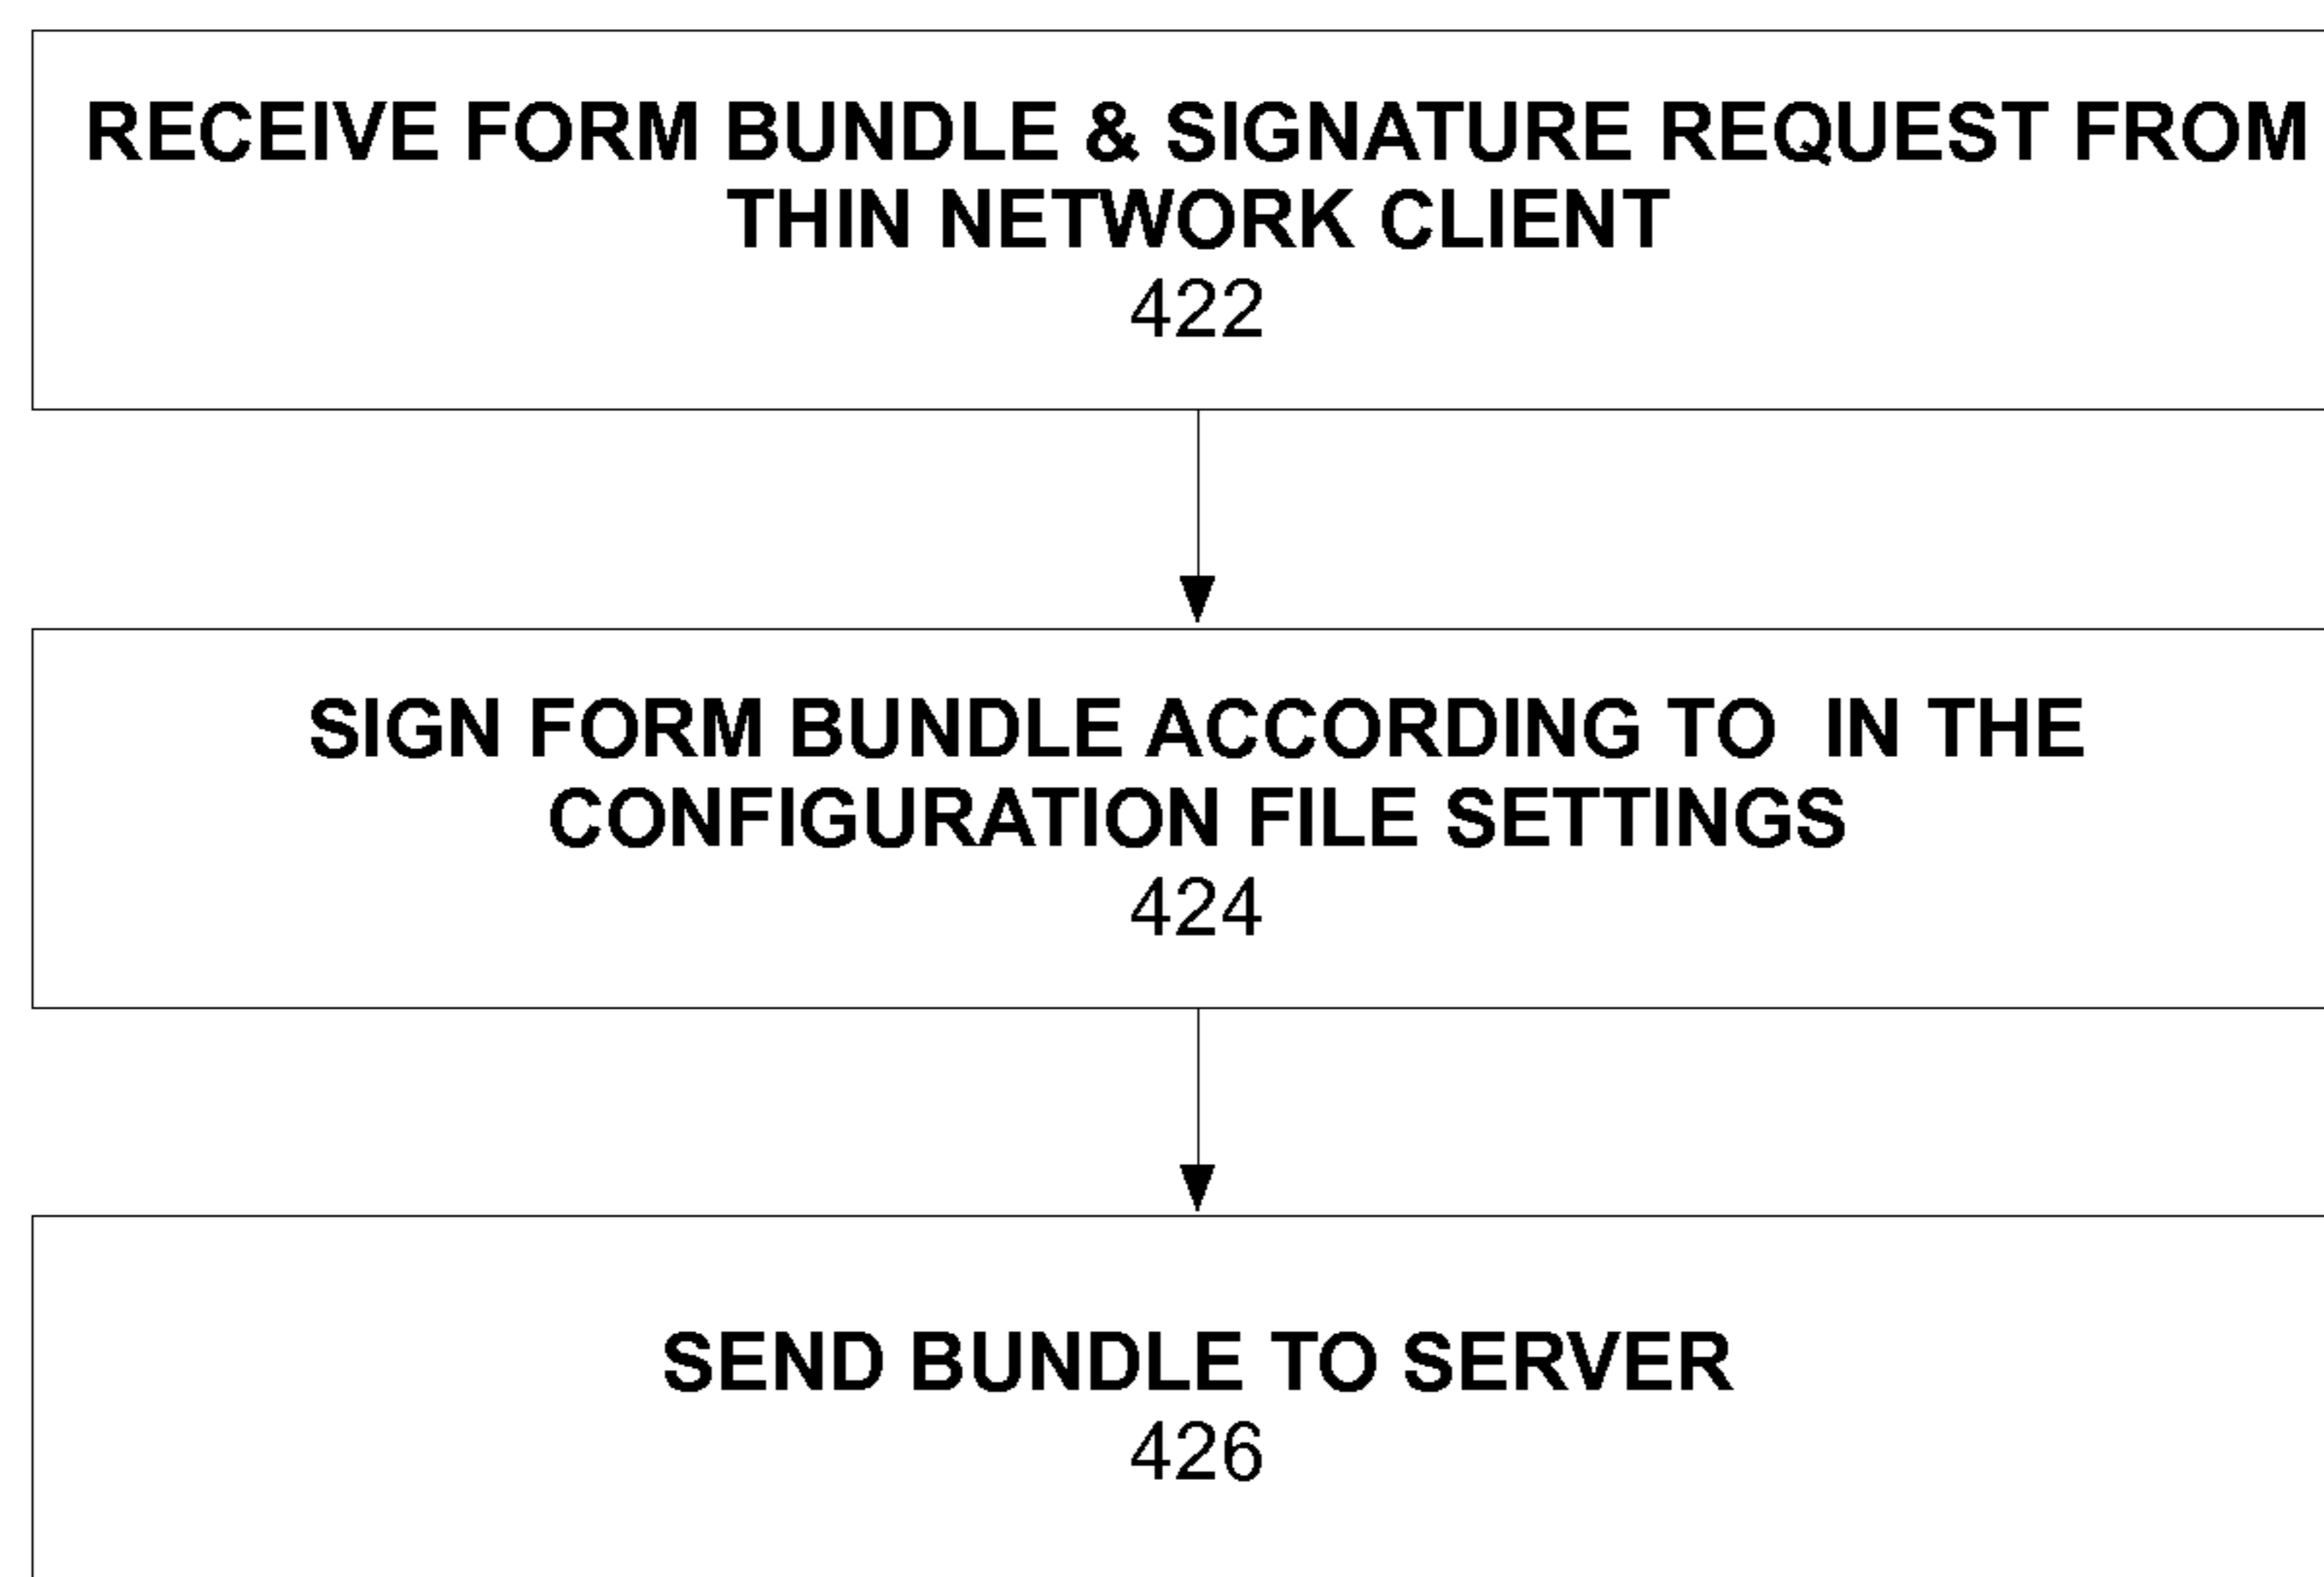 RECEIVE FORM BUNDLE & SIGNATURE REQUEST FROM
THIN NETWORK CLIENT
422
SIGN FORM BUNDLE ACCORDING TO  IN THE
CONFIGURATION FILE SETTINGS
424
SEND BUNDLE TO SERVER
426